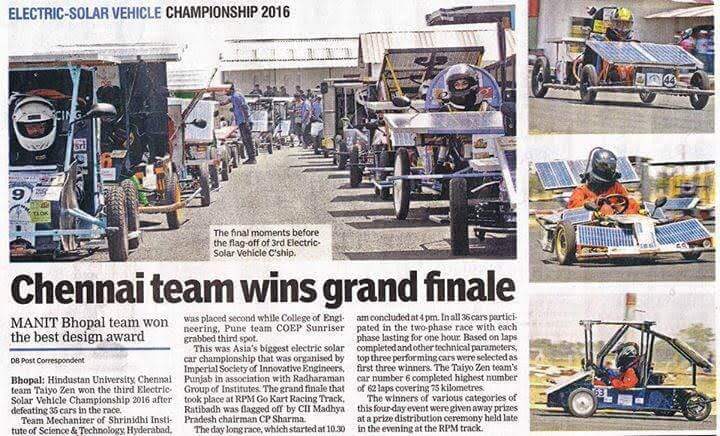 ELECTRIC-SOLAR VEHICLE CHAMPIONSHIP 2016
9
44
The final moments before
the flag-off of 3rd Electric-
Solar Vehicle C'ship.
Chennai team wins grand finale
MANIT Bhopal team won
the best design award
DB Post Correspondent
Bhopal: Hindustan University, Chennai
team Taiyo Zen won the third Electric-
Solar Vehicle Championship 2016 after
defeating 35 cars in the race.
Team Mechanizer of Shrinidhi Insti-
tute of Science & Technology, Hyderabad,
was placed second while College of Engi-
neering, Pune team COEP Sunriser
grabbed third spot.
This was Asia's biggest electric solar
car championship that was organised by
Imperial Society of Innovative Engineers,
Punjab in association with Radharaman
Group of Institutes. The grand finale that
took place at RPM Go Kart Racing Track,
Ratibadh was flagged off by CII Madhya
Pradesh chairman CP Sharma.
The day long race, which started at 10.30
am concluded at 4 pm. In all 36 cars partici-
pated in the two-phase race with each
phase lasting for one hour. Based on laps
completed and other technical parameters,
top three performing cars were selected as
first three winners. The Taiyo Zen team's
car number 6 completed highest number
of 62 laps covering 75 kilometres.
The winners of various categories of
this four-day event were given away prizes
at a prize distribution ceremony held late
in the evening at the RPM track.